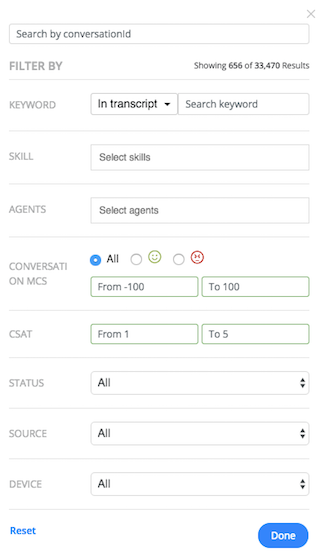 Search by conversationId
FILTER BY Showing 656 of 33,470 Results
KEYWORD In transcript Search keyword
SKILL Select skills
AGENTS Select agents
All
CONVERSATI
ON MCS
From -100 To 100
CSAT From 1 To 5
STATUS All
SOURCE All
DEVICE All
Reset Done